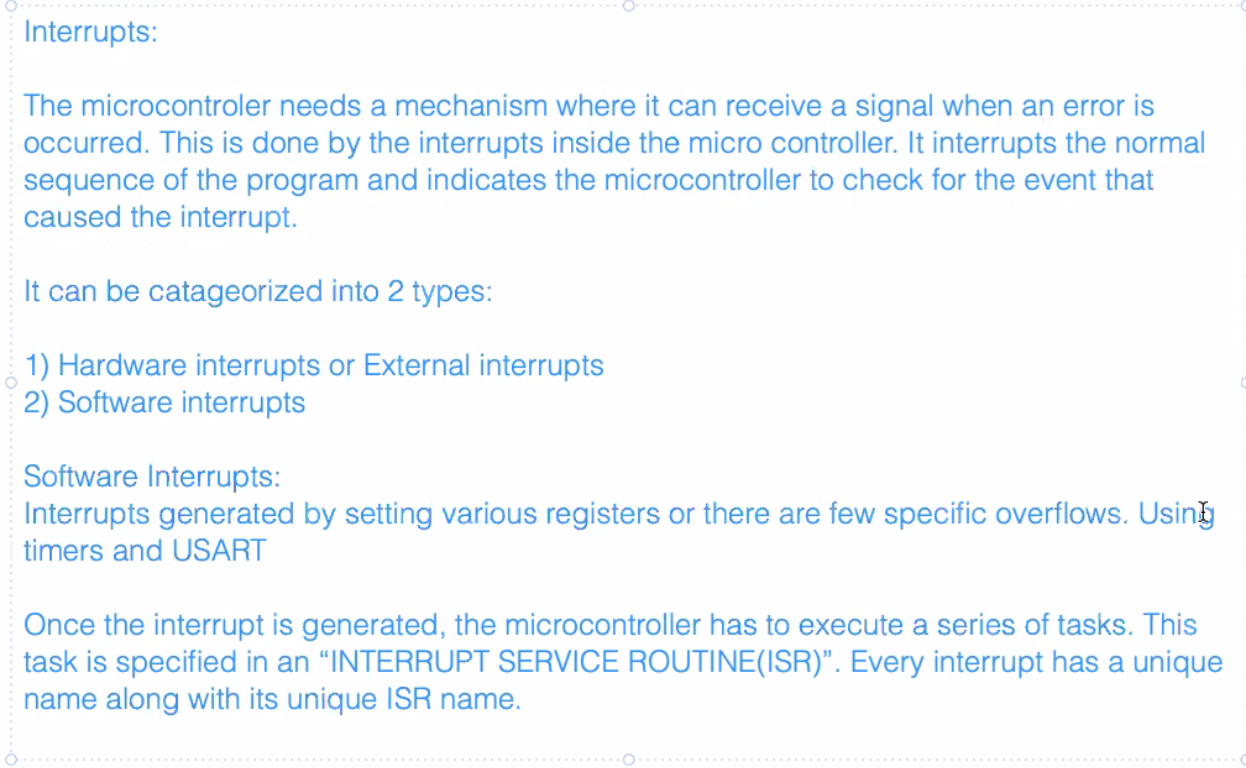 Interrupts:
The microcontroler needs a mechanism where it can receive a signal when an error is
occurred. This is done by the interrupts inside the micro controller. It interrupts the normal
sequence of the program and indicates the microcontroller to check for the event that
caused the interrupt.
It can be catageorized into 2 types:
1) Hardware interrupts or External interrupts
2) Software interrupts
Software Interrupts:
Interrupts generated by setting various registers or there are few specific overflows. Using
timers and USART
Once the interrupt is generated, the microcontroller has to execute a series of tasks. This
task is specified in an “INTERRUPT SERVICE ROUTINE(ISR)”. Every interrupt has a unique
name along with its unique ISR name.